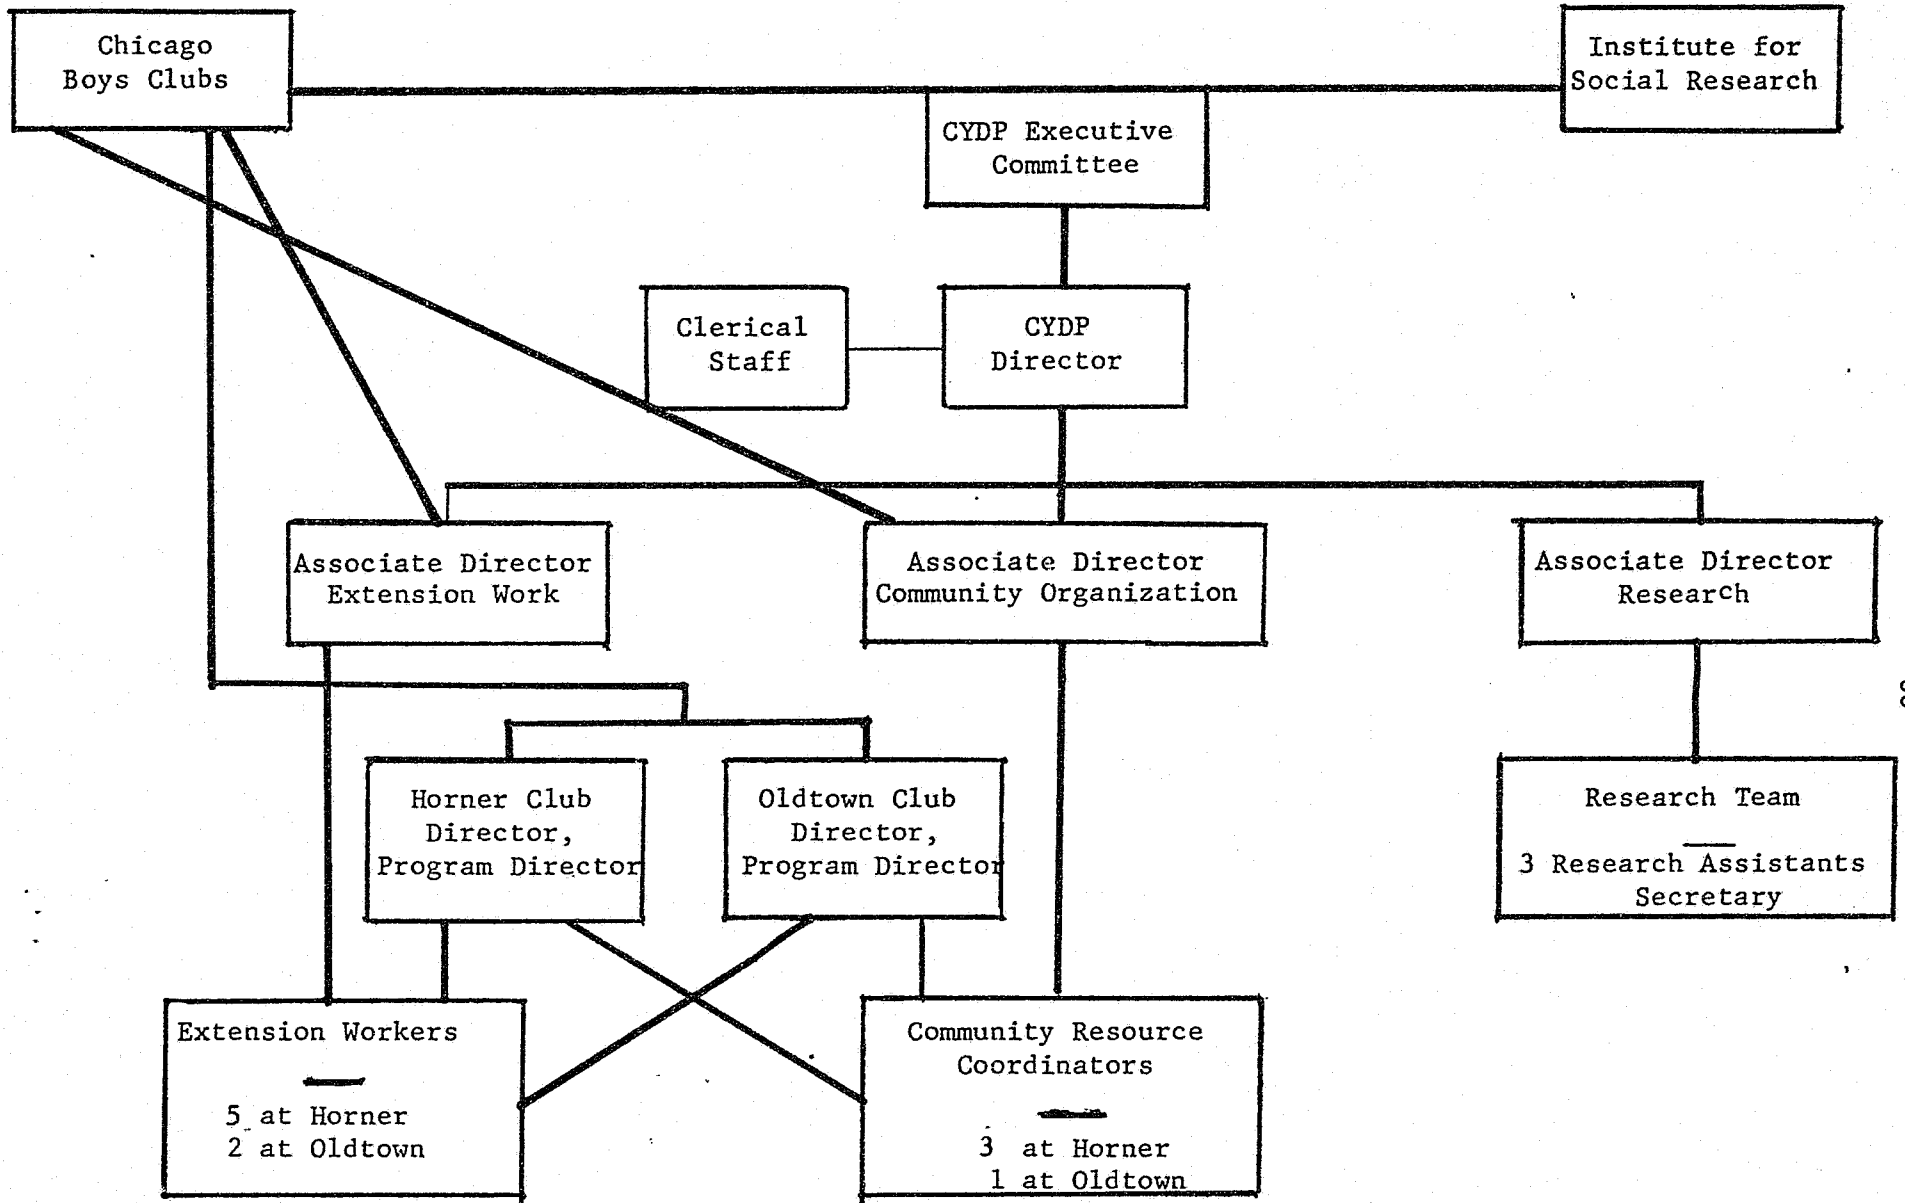 Chicago
Boys Clubs
Institute for
Social Research
CYDP Executive
Committee
Clerical
Staff
CYDP
Director
Associate Director
Extension Work
Associate Director
Community Organization
Associate Director
Research
Horner Club
Director,
Program Director
Oldtown Club
Director,
Program Director
Research Team
3 Research Assistants
Secretary
Extension Workers
5 at Horner
2 at Oldtown
Community Resource
Coordinators
3 at Horner
1 at Oldtown